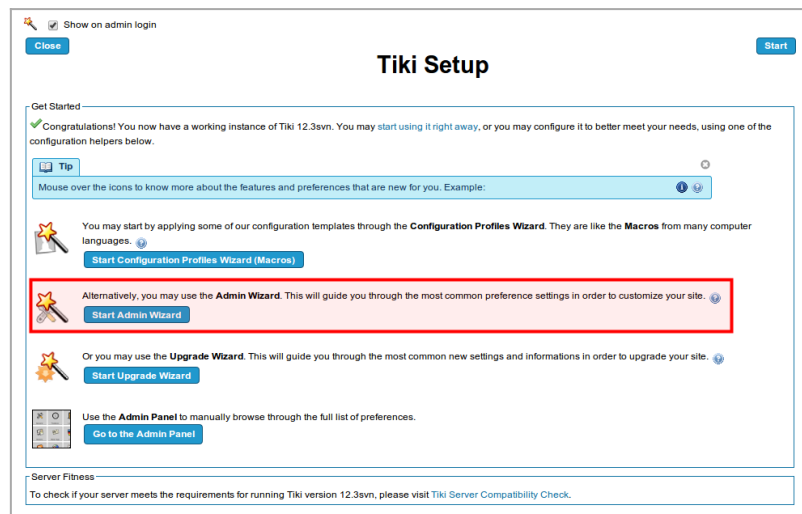 Show on admin login
Close
Start
Tiki Setup
Get Started
Congratulations! You now have a working instance of Tiki 12.3svn. You may start using it right away, or you may configure it to better meet your needs, using one of the
configuration helpers below.
Tip
Mouse over the icons to know more about the features and preferences that are new for you. Example:
You may start by applying some of our configuration templates through the Configuration Profiles Wizard. They are like the Macros from many computer
languages.
Start Configuration Profiles Wizard (Macros)
Alternatively, you may use the Admin Wizard. This will guide you through the most common preference settings in order to customize your site.
Start Admin Wizard
Or you may use the Upgrade Wizard. This will guide you through the most common new settings and informations in order to upgrade your site.
Start Upgrade Wizard
Use the Admin Panel to manually browse through the full list of preferences.
Go to the Admin Panel
Server Fitness
To check if your server meets the requirements for running Tiki version 12.3svn, please visit Tiki Server Compatibility Check.